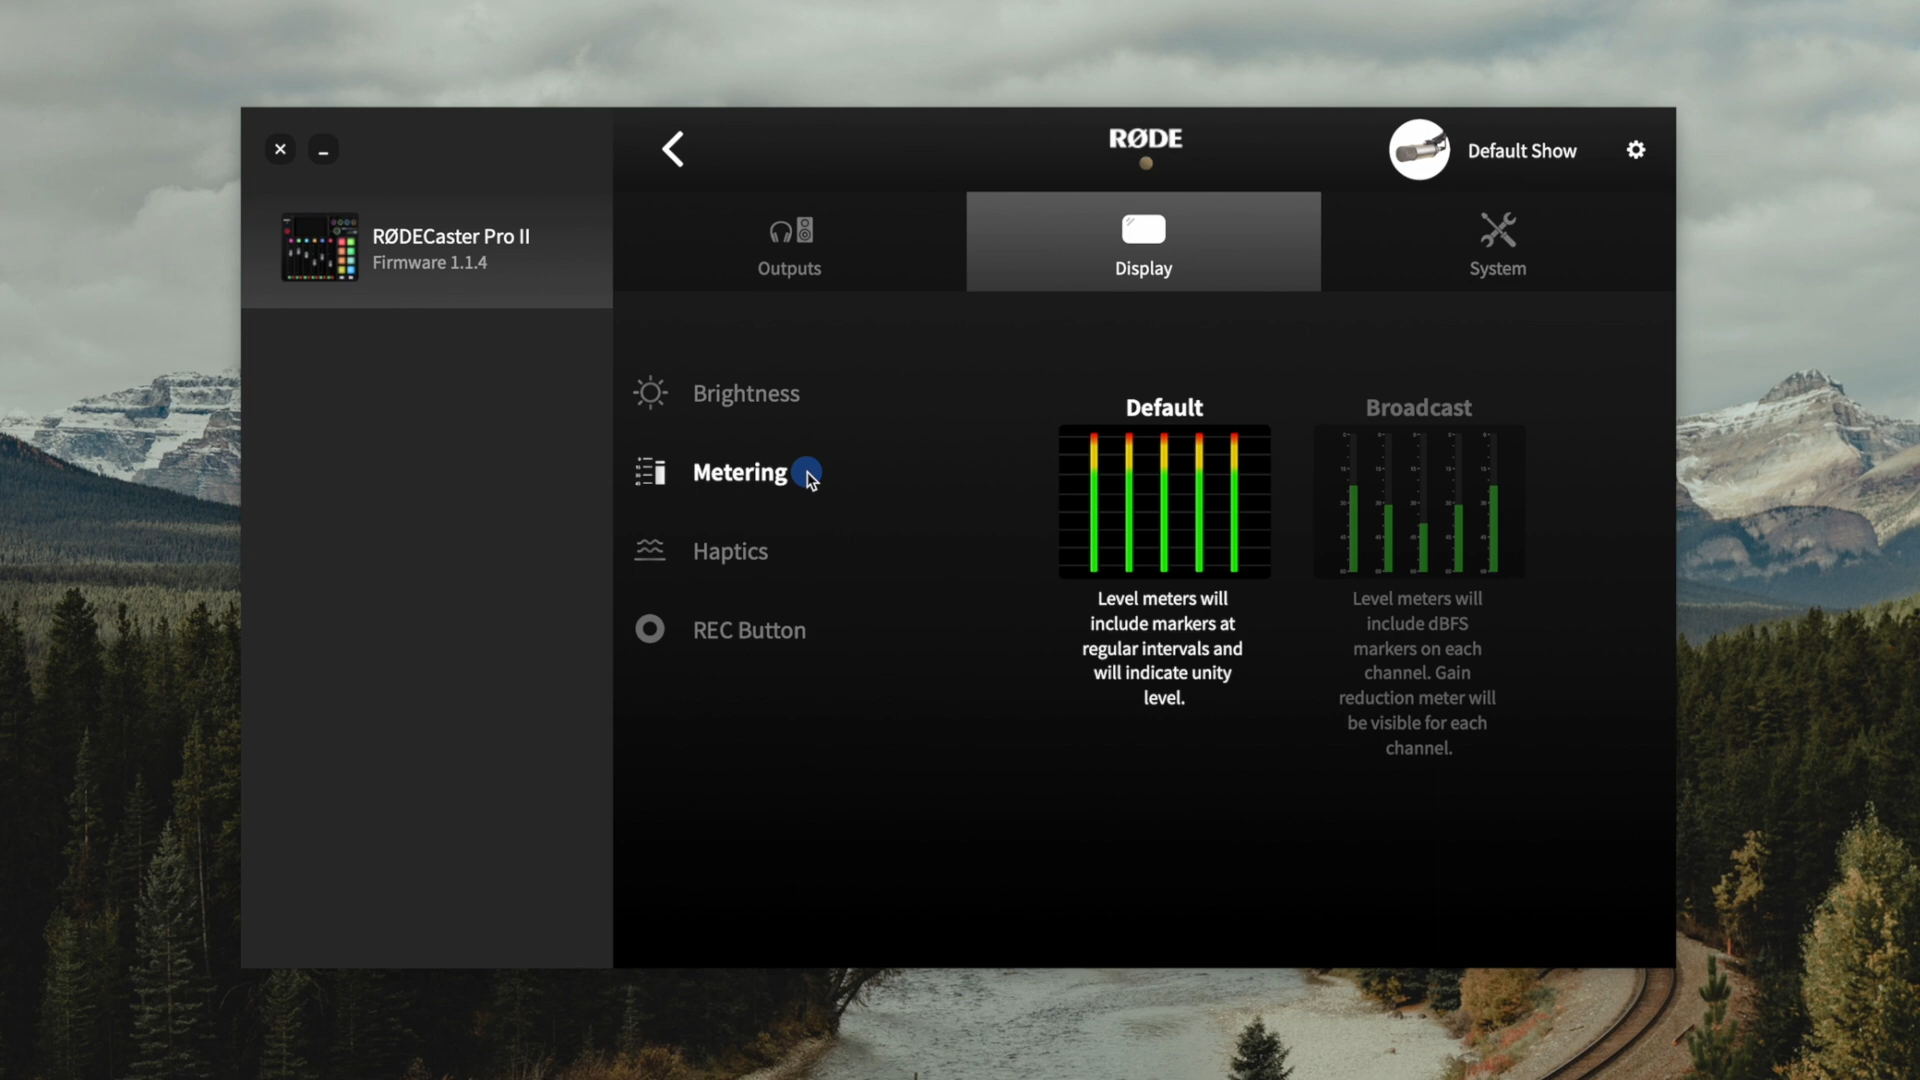 RØDE
Default Show
RØDECaster Pro II
Firmware 1.1.4
Outputs
Display
System
Brightness
Metering
Haptics
REC Button
Default
Level meters will
include markers at
regular intervals and
will indicate unity
level.
Broadcast
Level meters will
include dBFS
markers on each
channel. Gain
reduction meter will
be visible for each
channel.